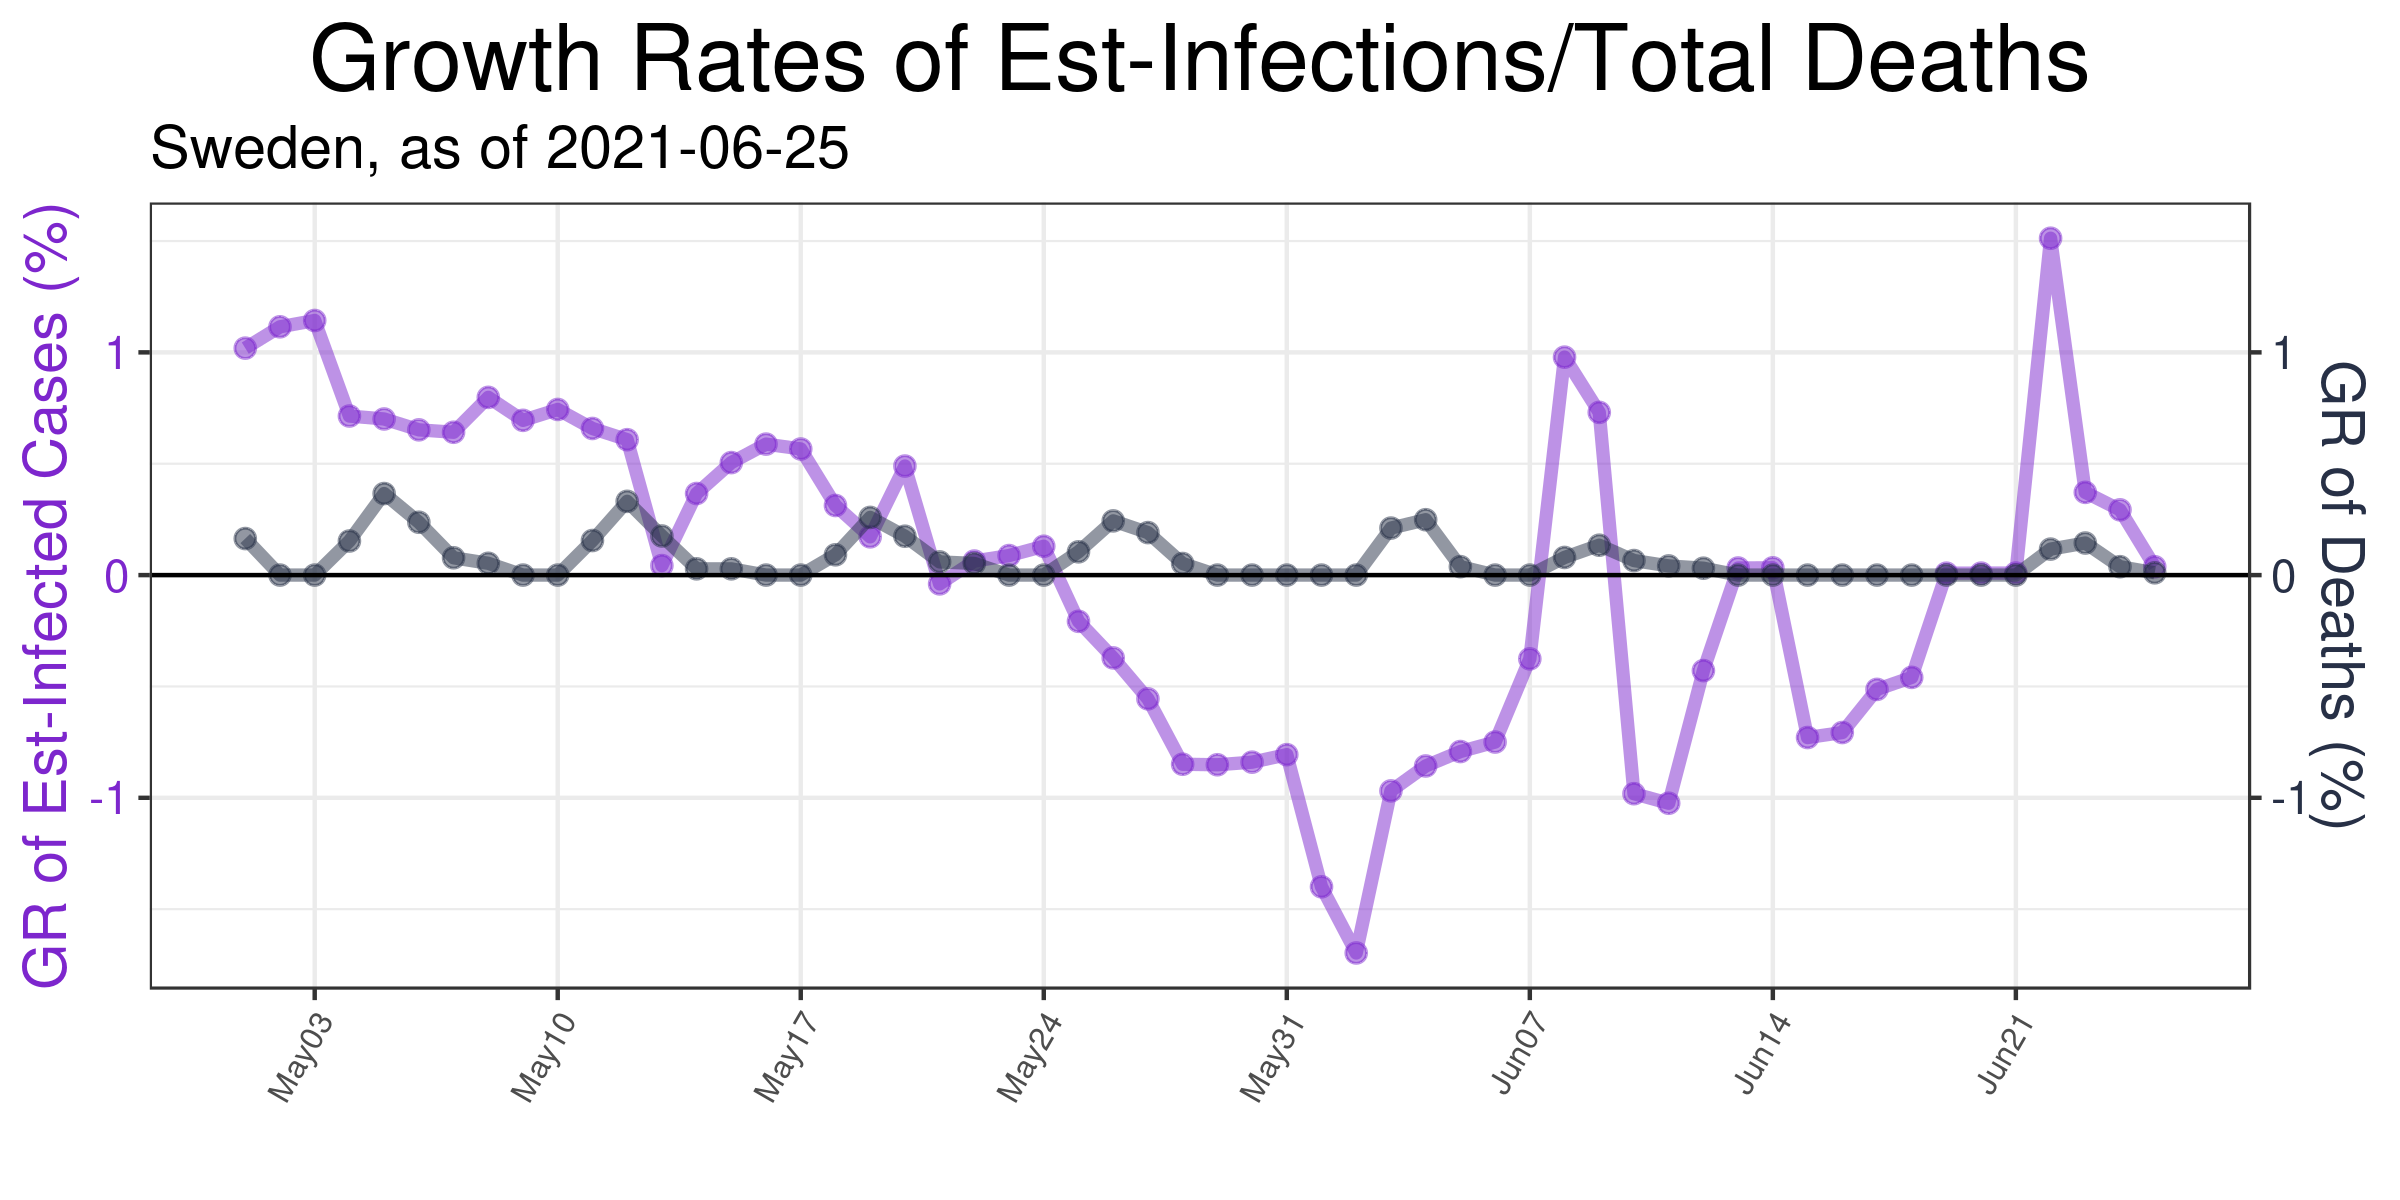 Growth Rates of Est-Infections/Total Deaths
Sweden, as of 2021-06-25
GR of Est-Infected Cases (%)
1
0
-1
1
0
-1
GR of Deaths (%)
May03
May10
May17
May24
May31
Jun07
Jun14
Jun21